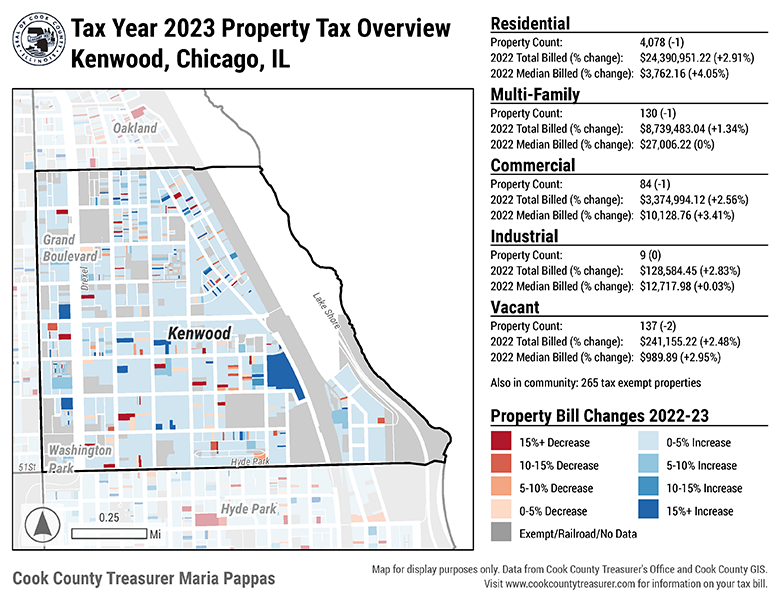 SEAL OF COOK COUNTY
ILLINOIS
Tax Year 2023 Property Tax Overview
Kenwood, Chicago, IL
Oakland
Grand
Boulevard
Drexel
Kenwood
Lake Shore
Washington
Park
51St
Hyde Park
Hyde Park
0.25
Mi
Residential
Property Count: 4,078 (-1)
2022 Total Billed (% change): $24,390,951.22 (+2.91%)
2022 Median Billed (% change): $3,762.16 (+4.05%)
Multi-Family
Property Count: 130 (-1)
2022 Total Billed (% change): $8,739,483.04 (+1.34%)
2022 Median Billed (% change): $27,006.22 (0%)
Commercial
Property Count: 84 (-1)
2022 Total Billed (% change): $3,374,994.12 (+2.56%)
2022 Median Billed (% change): $10,128.76 (+3.41%)
Industrial
Property Count: 9 (0)
2022 Total Billed (% change): $128,584.45 (+2.83%)
2022 Median Billed (% change): $12,717.98 (+0.03%)
Vacant
Property Count: 137 (-2)
2022 Total Billed (% change): $241,155.22 (+2.48%)
2022 Median Billed (% change): $989.89 (+2.95%)
Also in community: 265 tax exempt properties
Property Bill Changes 2022-23
15%+ Decrease
10-15% Decrease
5-10% Decrease
0-5% Decrease
Exempt/Railroad/No Data
0-5% Increase
5-10% Increase
10-15% Increase
15%+ Increase
Cook County Treasurer Maria Pappas
Map for display purposes only. Data from Cook County Treasurer's Office and Cook County GIS.
Visit www.cookcountytreasurer.com for information on your tax bill.